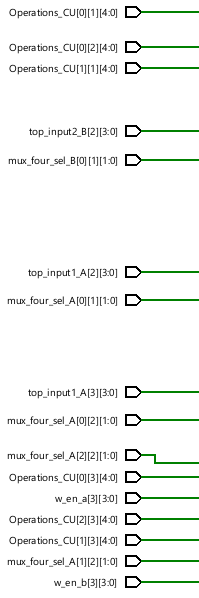 Operations_CU[0][1][4:0]
Operations_CU[0][2][4:0]
Operations_CU[1][1][4:0]
top_input2_B[2][3:0]
mux_four_sel_B[0][1][1:0]
top_input1_A[2][3:0]
mux_four_sel_A[0][1][1:0]
top_input1_A[3][3:0]
mux_four_sel_A[0][2][1:0]
mux_four_sel_A[2][2][1:0]
Operations_CU[0][3][4:0]
w_en_a[3][3:0]
Operations_CU[2][3][4:0]
Operations_CU[1][3][4:0]
mux_four_sel_A[1][2][1:0]
w_en_b[3][3:0]